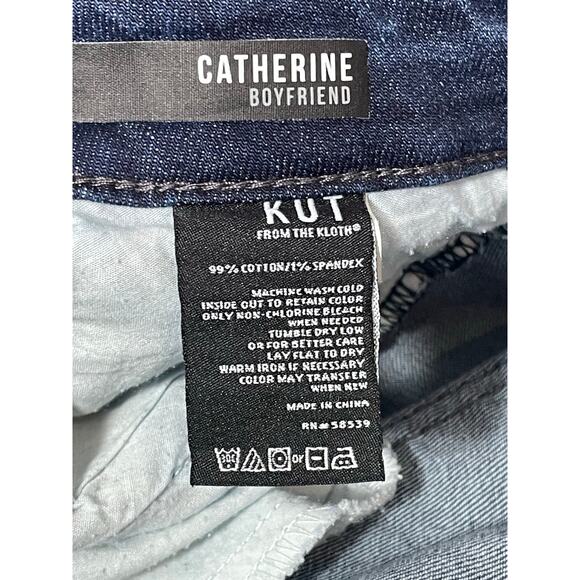 CATHERINE
BOYFRIEND
KUT
FROM THE KLOTH®
99% COTTON/1% SPANDEX
MACHINE WASH COLD
INSIDE OUT TO RETAIN COLOR
ONLY NON-CHLORINE BLEACH
WHEN NEEDED
TUMBLE DRY LOW
OR FOR BETTER CARE
LAY FLAT TO DRY
WARM IRON IF NECESSARY
COLOR MAY TRANSFER
WHEN NEW
MADE IN CHINA
RN#58539
30C or